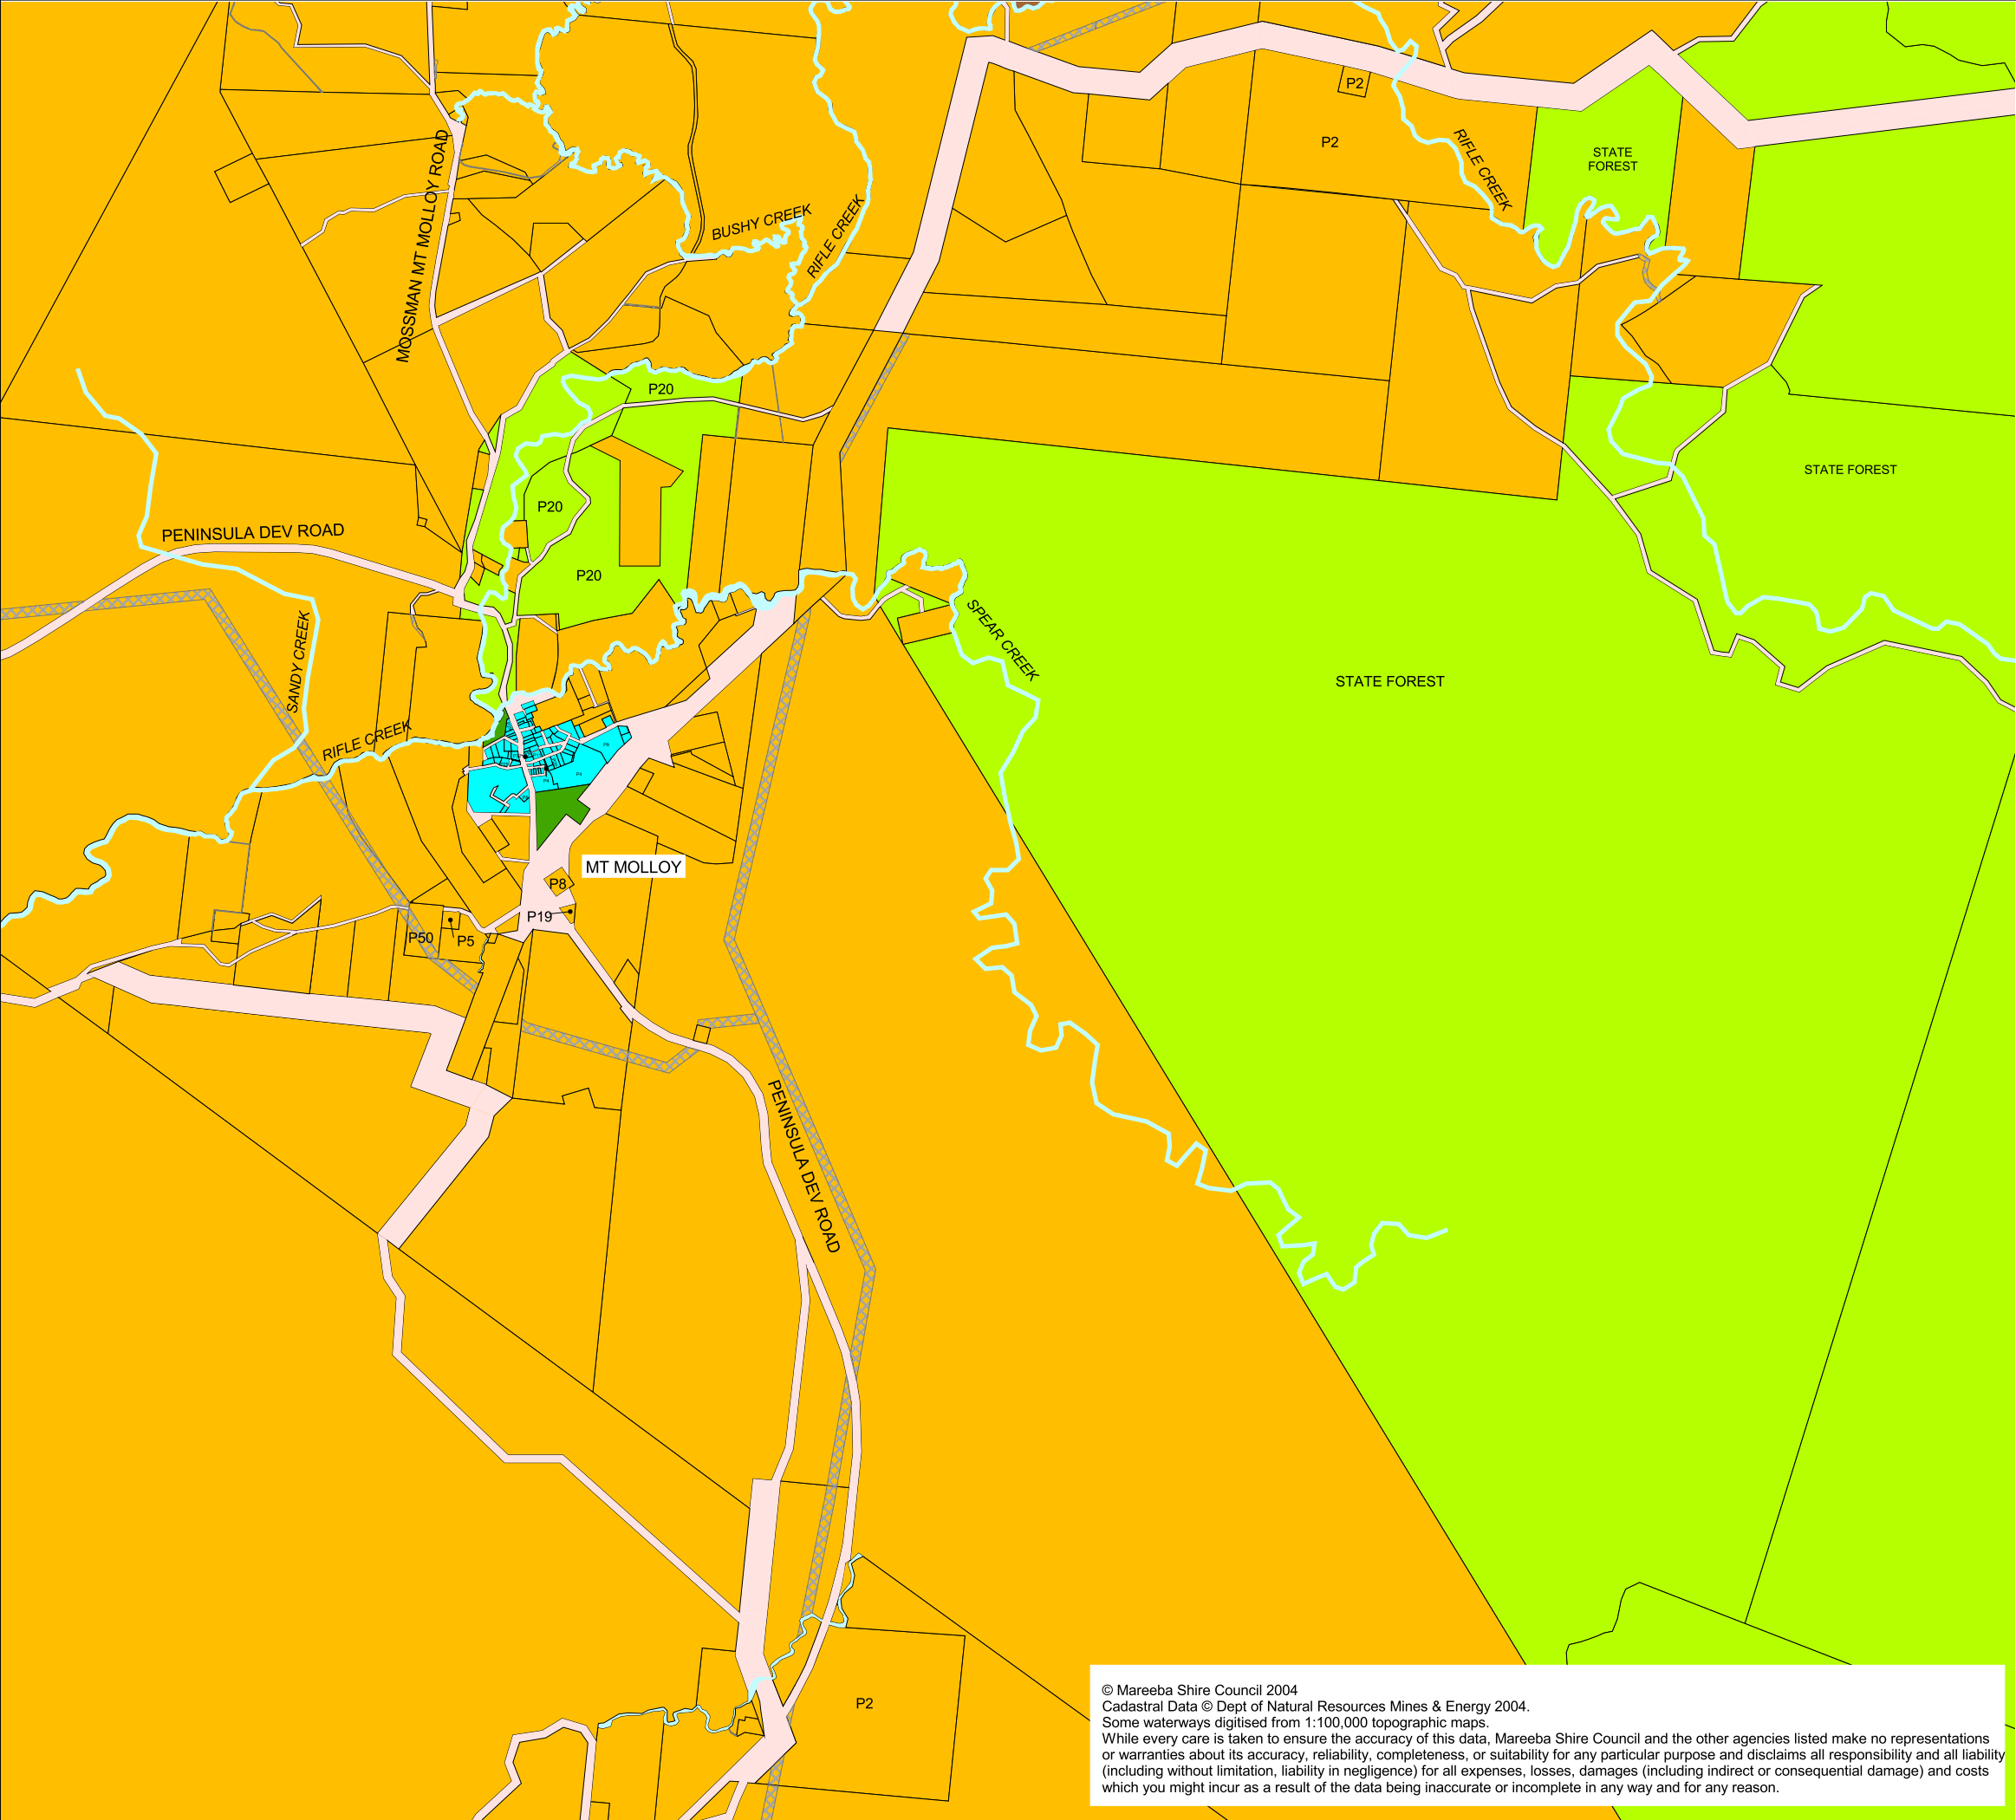 P2
P2
RIFLE CREEK
STATE
FOREST
MOSSMAN MT MOLLOY ROAD
BUSHY CREEK
RIFLE CREEK
P20
STATE FOREST
P20
PENINSULA DEV ROAD
P20
SPEAR CREEK
SANDY CREEK
STATE FOREST
RIFLE CREEK
MT MOLLOY
P8
P19
P50
P5
PENINSULA DEV ROAD
P2
© Mareeba Shire Council 2004
Cadastral Data © Dept of Natural Resources Mines & Energy 2004.
Some waterways digitised from 1:100,000 topographic maps.
While every care is taken to ensure the accuracy of this data, Mareeba Shire Council and the other agencies listed make no representations
or warranties about its accuracy, reliability, completeness, or suitability for any particular purpose and disclaims all responsibility and all liability
(including without limitation, liability in negligence) for all expenses, losses, damages (including indirect or consequential damage) and costs
which you might incur as a result of the data being inaccurate or incomplete in any way and for any reason.